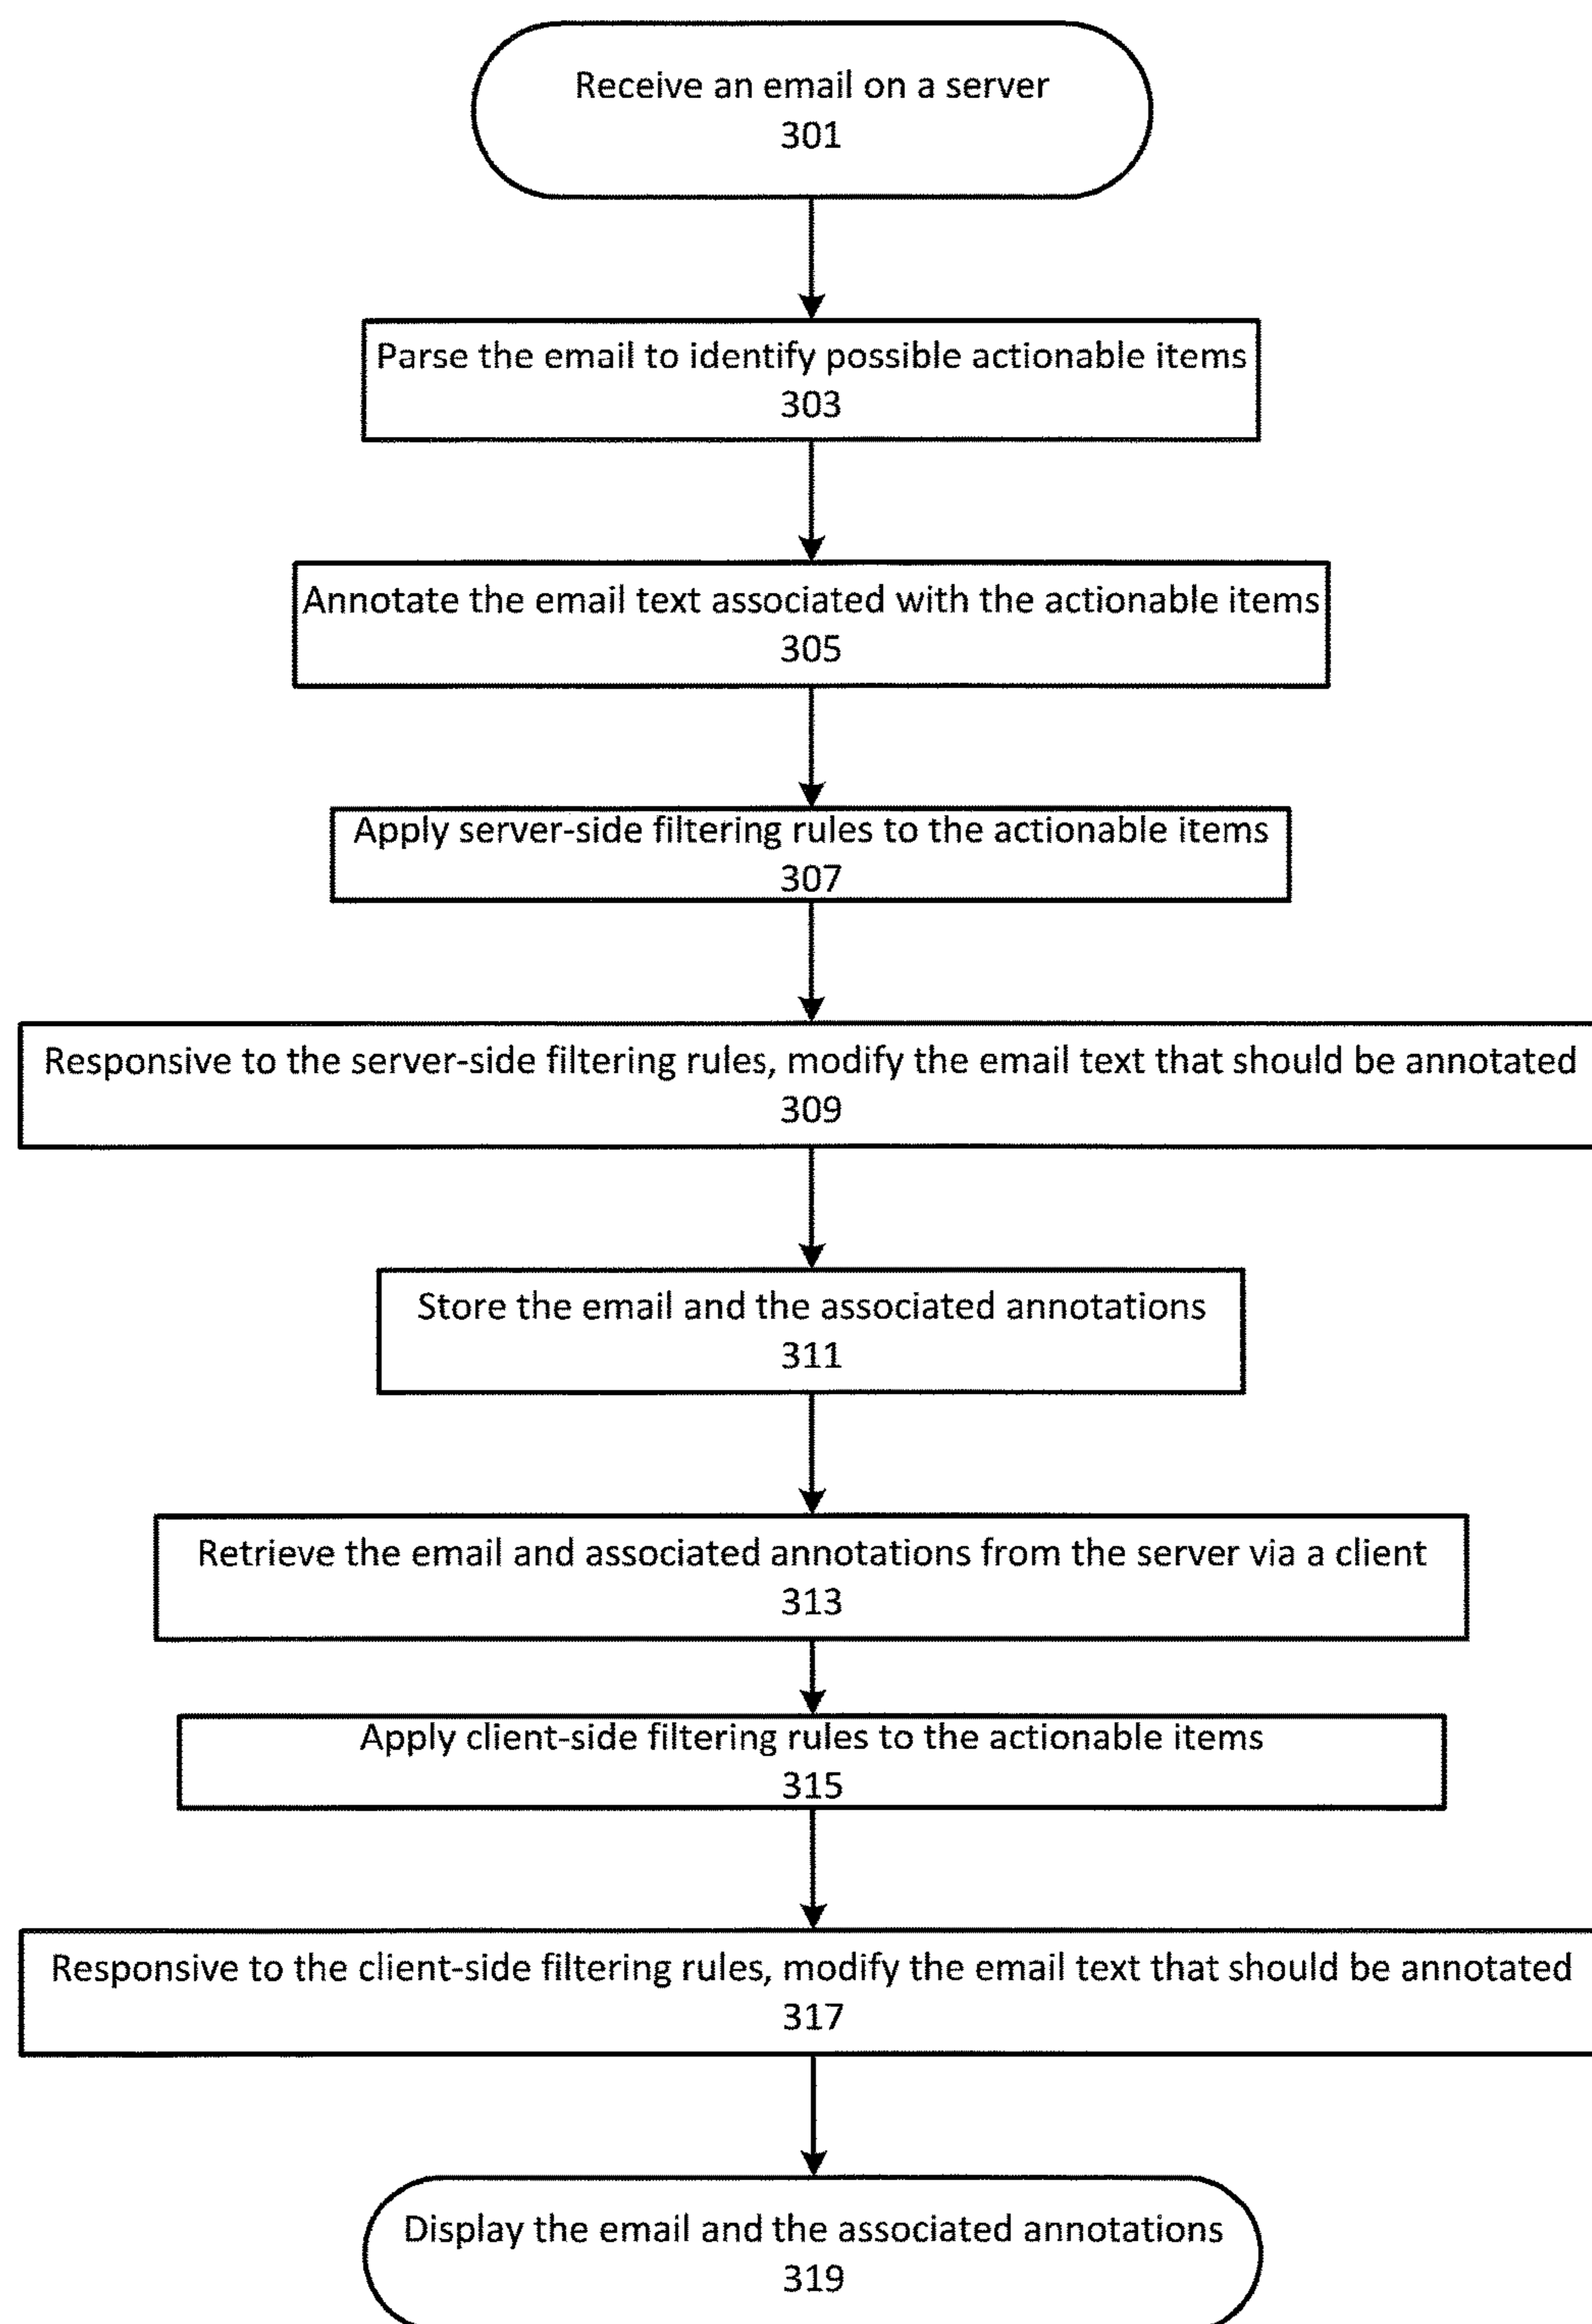 Receive an email on a server
301
Parse the email to identify possible actionable items
303
Annotate the email text associated with the actionable items
305
Apply server-side filtering rules to the actionable items
307
Responsive to the server-side filtering rules, modify the email text that should be annotated
309
Store the email and the associated annotations
311
Retrieve the email and associated annotations from the server via a client
313
Apply client-side filtering rules to the actionable items
315
Responsive to the client-side filtering rules, modify the email text that should be annotated
317
Display the email and the associated annotations
319